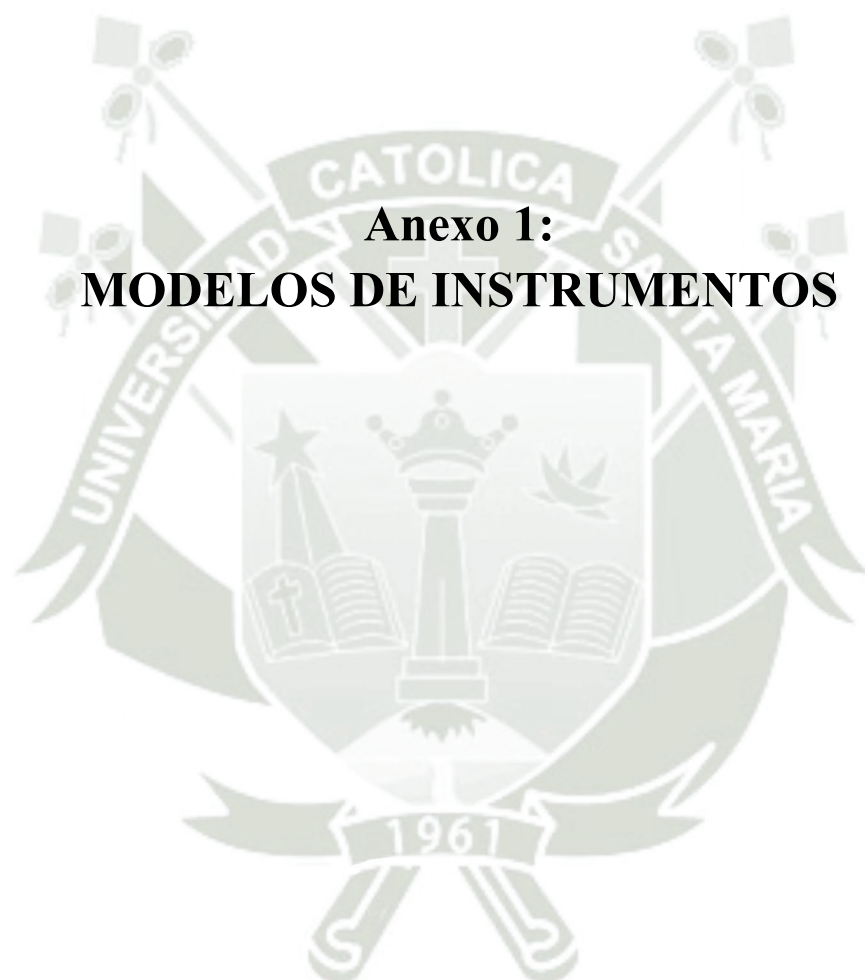 Anexo 1:
MODELOS DE INSTRUMENTOS
UNIVERSIDAD CATOLICA SANTA MARIA
1961